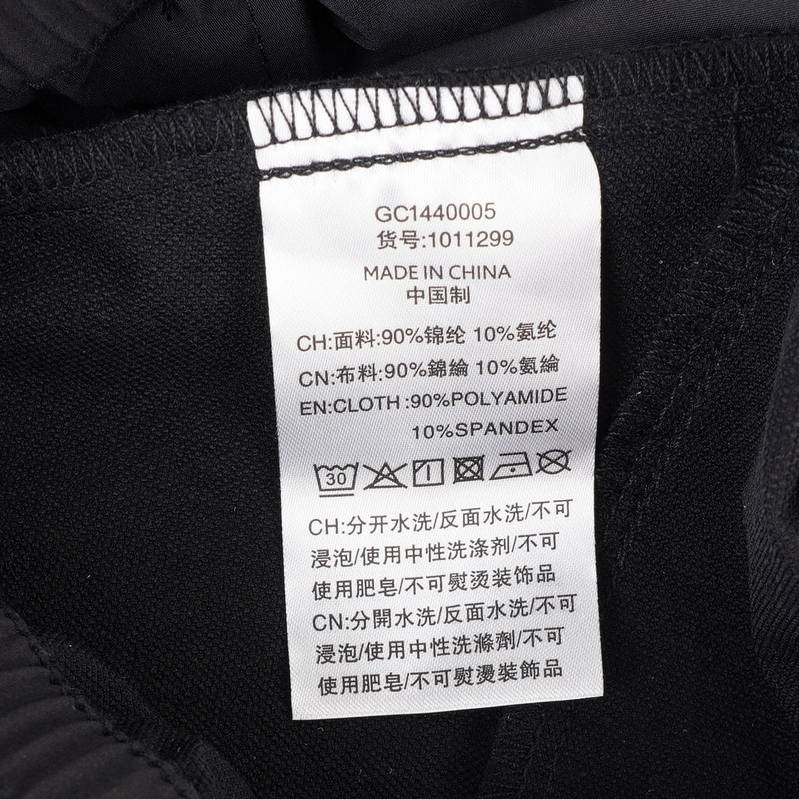 GC1440005
货号:1011299
MADE IN CHINA
中国制
CH:面料:90%锦纶 10%氨纶
CN:布料:90%錦綸 10%氨綸
EN:CLOTH:90%POLYAMIDE
10%SPANDEX
30
CH:分开水洗/反面水洗/不可
浸泡/使用中性洗涤剂/不可
使用肥皂/不可熨烫装饰品
CN:分開水洗/反面水洗/不可
浸泡/使用中性洗滌劑/不可
使用肥皂/不可熨燙裝飾品